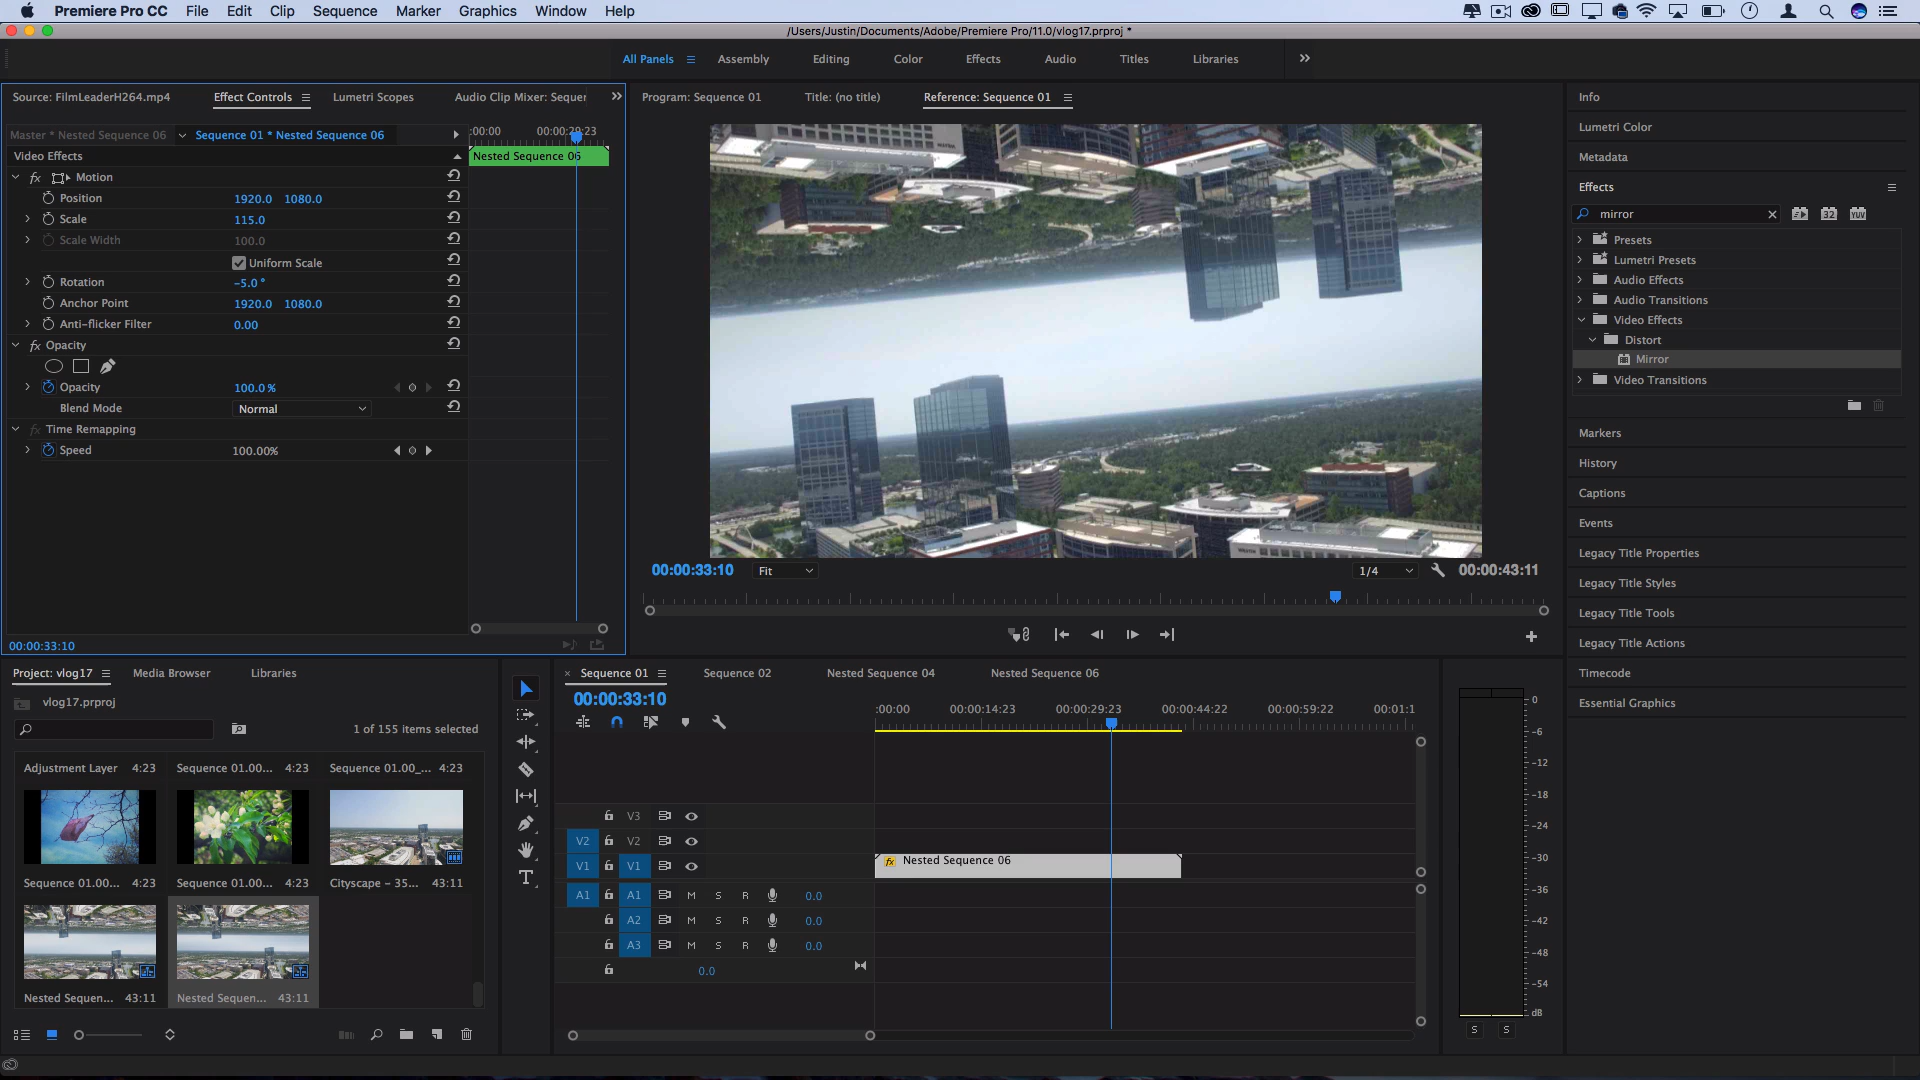 Premiere Pro CC File Edit Clip Sequence Marker Graphics Window Help
/Users/Justin/Documents/Adobe/Premiere Pro/11.0/vlog17.prproj *
All Panels Assembly Editing Color Effects Audio Titles Libraries
Source: FilmLeaderH264.mp4 Effect Controls Lumetri Scopes Audio Clip Mixer: Sequer
Master * Nested Sequence 06 Sequence 01 * Nested Sequence 06
:00:00 00:00:29:23
Video Effects
Nested Sequence 06
fx Motion
Position 1920.0 1080.0
Scale 115.0
Scale Width 100.0
Uniform Scale
Rotation -5.0 °
Anchor Point 1920.0 1080.0
Anti-flicker Filter 0.00
fx Opacity
Opacity 100.0 %
Blend Mode Normal
fx Time Remapping
Speed 100.00%
00:00:33:10
Program: Sequence 01 Title: (no title) Reference: Sequence 01
00:00:33:10 Fit 1/4 00:00:43:11
Info
Lumetri Color
Metadata
Effects
mirror 32 YUV
Presets
Lumetri Presets
Audio Effects
Audio Transitions
Video Effects
Distort
Mirror
Video Transitions
Markers
History
Captions
Events
Legacy Title Properties
Legacy Title Styles
Legacy Title Tools
Legacy Title Actions
Timecode
Essential Graphics
Project: vlog17 Media Browser Libraries
vlog17.prproj
1 of 155 items selected
Adjustment Layer 4:23 Sequence 01.00... 4:23 Sequence 01.00_... 4:23
Sequence 01.00... 4:23 Sequence 01.00... 4:23 Cityscape – 35... 43:11
Nested Sequen... 43:11 Nested Sequen... 43:11
× Sequence 01 Sequence 02 Nested Sequence 04 Nested Sequence 06
00:00:33:10
:00:00 00:00:14:23 00:00:29:23 00:00:44:22 00:00:59:22 00:01:1
V3
V2 V2
V1 V1
fx Nested Sequence 06
A1 A1 M S R 0.0
A2 M S R 0.0
A3 M S R 0.0
0.0
0
-6
-12
-18
-24
-30
-36
-42
-48
-54
dB
S S